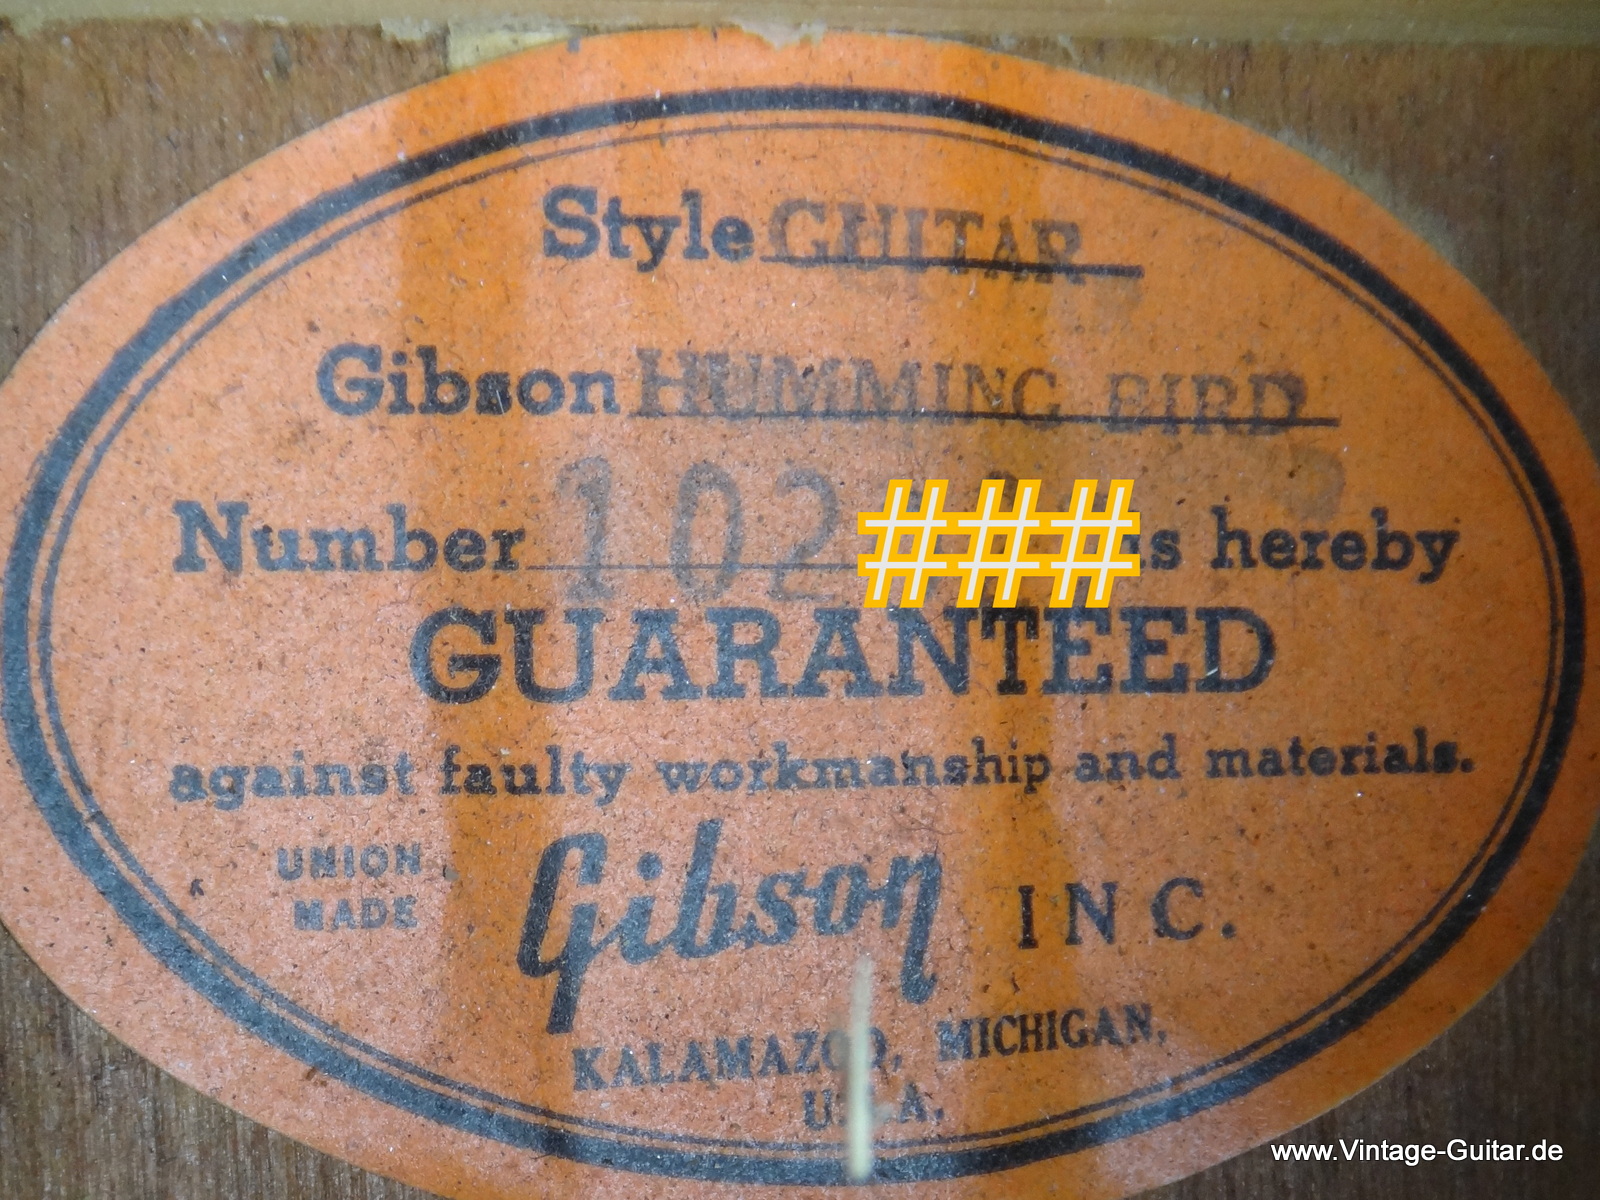 Style GUITAR
Gibson HUMMING BIRD
Number 102### is hereby
GUARANTEED
against faulty workmanship and materials.
UNION
MADE
Gibson INC.
KALAMAZOO, MICHIGAN,
U.S.A.
www.Vintage-Guitar.de